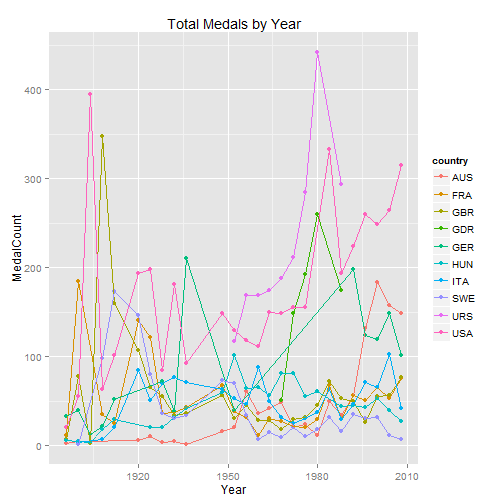 Total Medals by Year
MedalCount
400
300
200
100
0
1920
1950
1980
2010
Year
country
AUS
FRA
GBR
GDR
GER
HUN
ITA
SWE
URS
USA